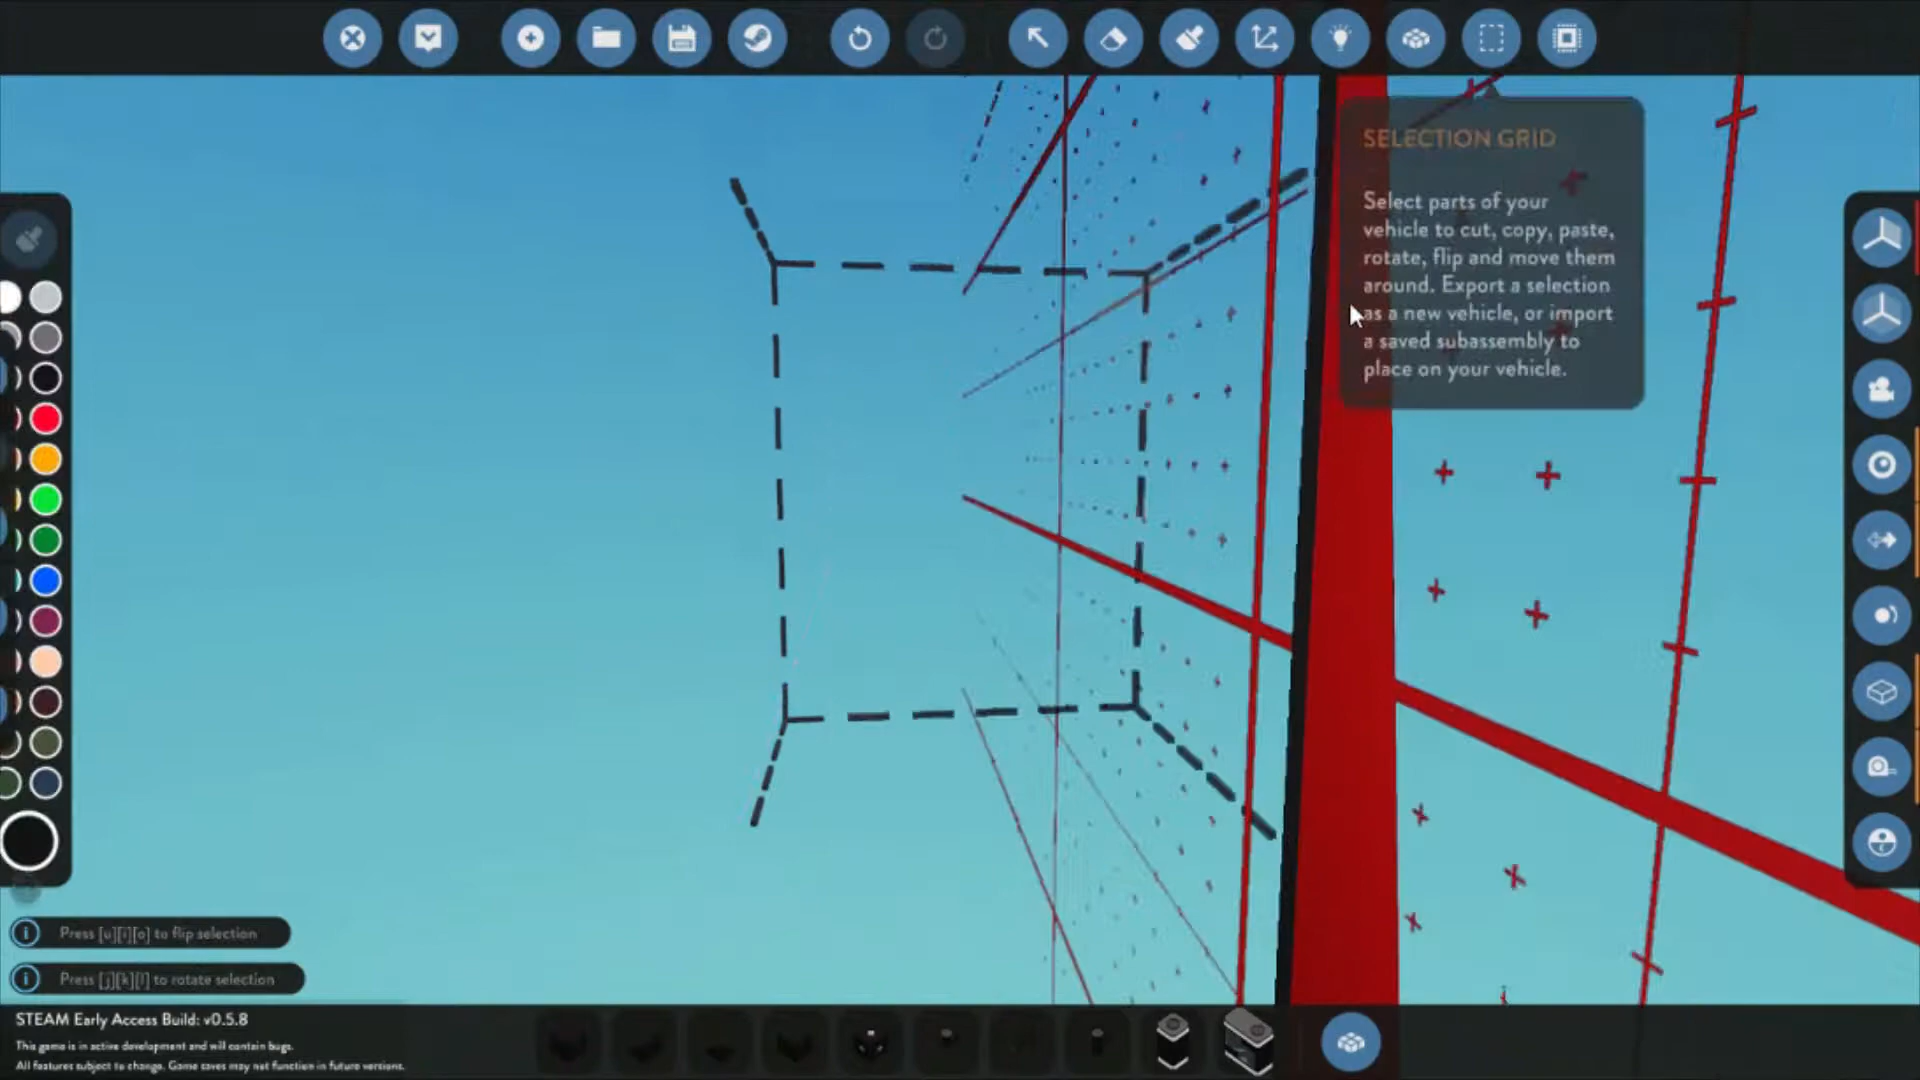 SELECTION GRID
Select parts of your
vehicle to cut, copy, paste,
rotate, flip and move them
around. Export a selection
as a new vehicle, or import
a saved subassembly to
place on your vehicle.
Press [u][i][o] to flip selection
Press [j][k][l] to rotate selection
STEAM Early Access Build: v0.5.8
This game is in active development and will contain bugs.
All features subject to change. Game saves may not function in future versions.